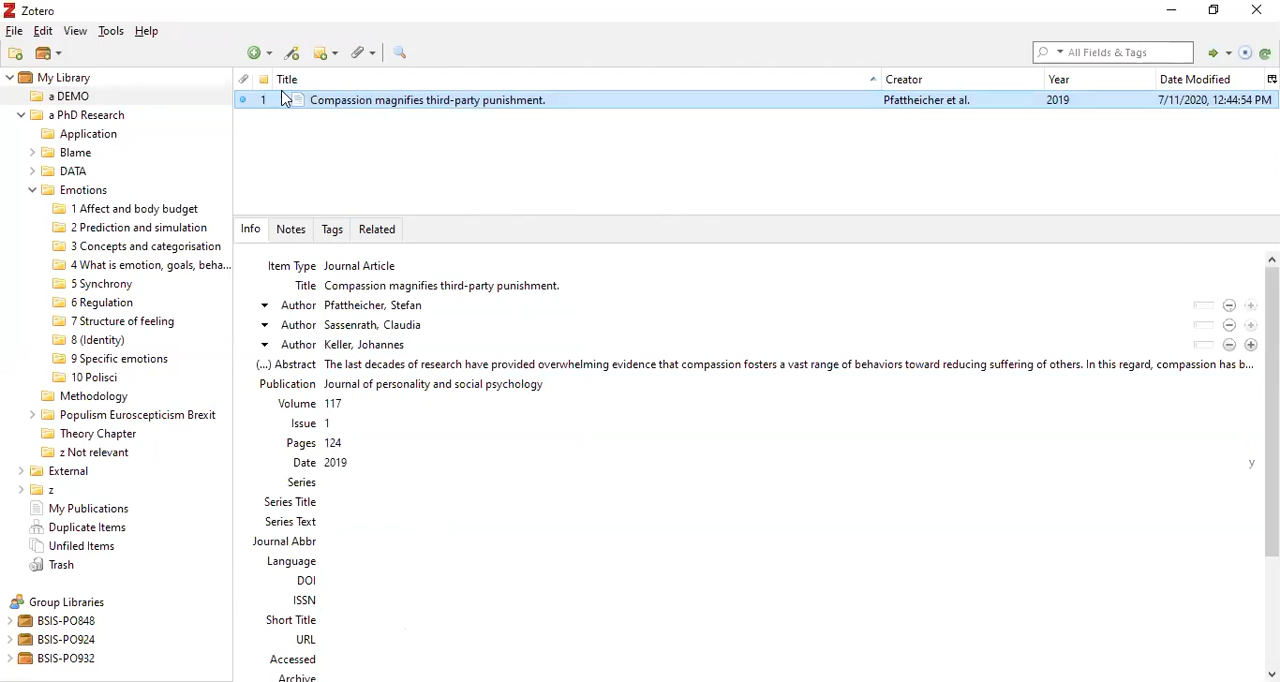 Zotero
File Edit View Tools Help
All Fields & Tags
My Library
a DEMO
a PhD Research
Application
Blame
DATA
Emotions
1 Affect and body budget
2 Prediction and simulation
3 Concepts and categorisation
4 What is emotion, goals, beha...
5 Synchrony
6 Regulation
7 Structure of feeling
8 (Identity)
9 Specific emotions
10 Polisci
Methodology
Populism Euroscepticism Brexit
Theory Chapter
z Not relevant
External
z
My Publications
Duplicate Items
Unfiled Items
Trash
Group Libraries
BSIS-PO848
BSIS-PO924
BSIS-PO932
Title Creator Year Date Modified
1 Compassion magnifies third-party punishment. Pfattheicher et al. 2019 7/11/2020, 12:44:54 PM
Info Notes Tags Related
Item Type Journal Article
Title Compassion magnifies third-party punishment.
Author Pfattheicher, Stefan
Author Sassenrath, Claudia
Author Keller, Johannes
(...) Abstract The last decades of research have provided overwhelming evidence that compassion fosters a vast range of behaviors toward reducing suffering of others. In this regard, compassion has b...
Publication Journal of personality and social psychology
Volume 117
Issue 1
Pages 124
Date 2019 y
Series
Series Title
Series Text
Journal Abbr
Language
DOI
ISSN
Short Title
URL
Accessed
Archive